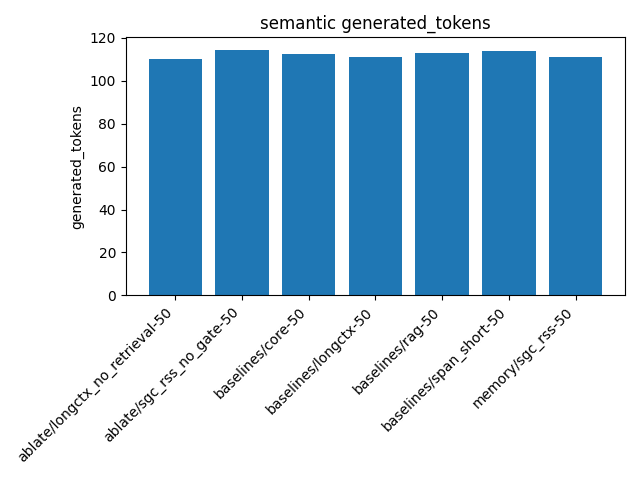 semantic generated_tokens
generated_tokens
120
100
80
60
40
20
0
ablate/longctx_no_retrieval-50
ablate/sgc_rss_no_gate-50
baselines/core-50
baselines/longctx-50
baselines/rag-50
baselines/span_short-50
memory/sgc_rss-50